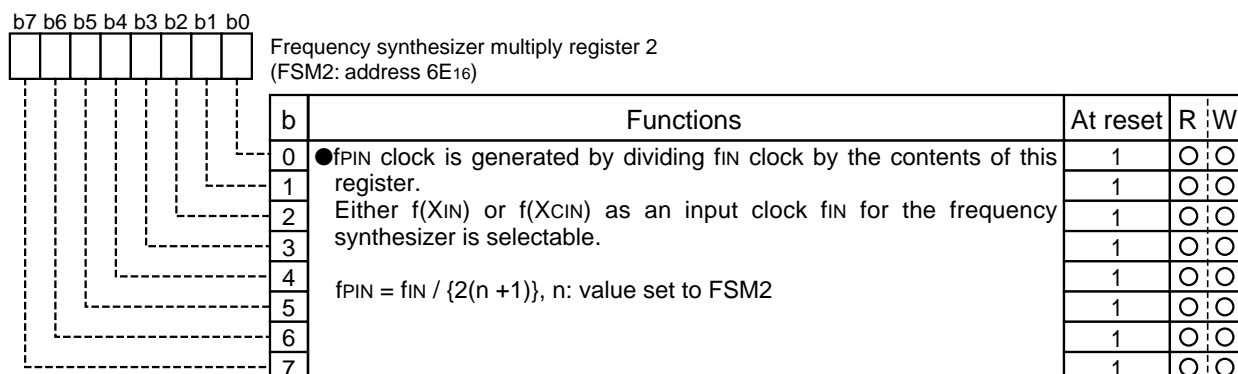 b7 b6 b5 b4 b3 b2 b1 b0
Frequency synthesizer multiply register 2
(FSM2: address 6E16)
b Functions At reset R W
0 ●fPIN clock is generated by dividing fIN clock by the contents of this 1 O O
1 register. 1 O O
2 Either f(XIN) or f(XCIN) as an input clock fIN for the frequency 1 O O
3 synthesizer is selectable. 1 O O
4 fPIN = fIN / {2(n +1)}, n: value set to FSM2 1 O O
5 1 O O
6 1 O O
7 1 O O